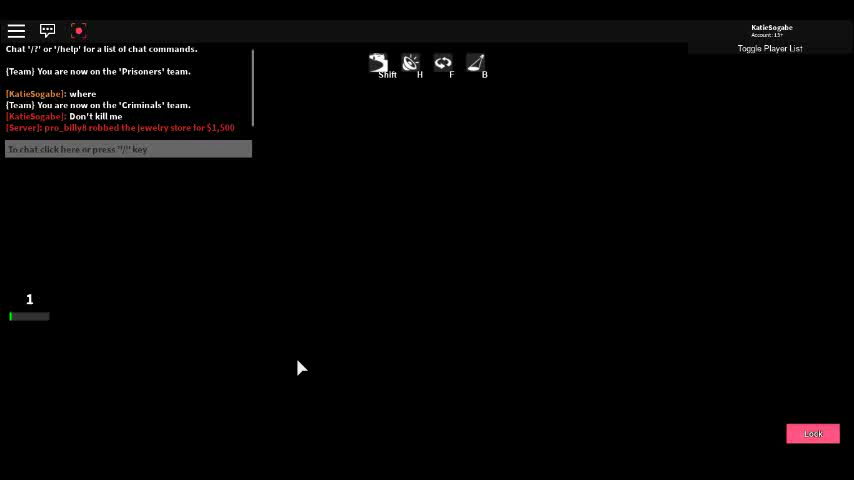 KatieSogabe
Account: 13+
Toggle Player List
Chat '/?' or '/help' for a list of chat commands.
{Team} You are now on the 'Prisoners' team.
[KatieSogabe]: where
{Team} You are now on the 'Criminals' team.
[KatieSogabe]: Don't kill me
[Server]: pro_billy8 robbed the jewelry store for $1,500
To chat click here or press "/" key
Shift H F B
1
Lock